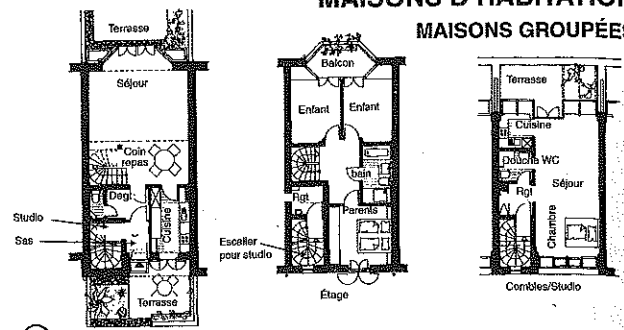 MAISONS D'HABITATION
MAISONS GROUPÉES
Terrasse
Séjour
Coin
repas
Degt
Studio
Sas
Cuisine
Terrasse
Balcon
Enfant
Enfant
bain
Rgt
Parents
Escalier
pour studio
Étage
Terrasse
Cuisine
Douche WC
Rgt
Séjour
Chambre
Combles/Studio